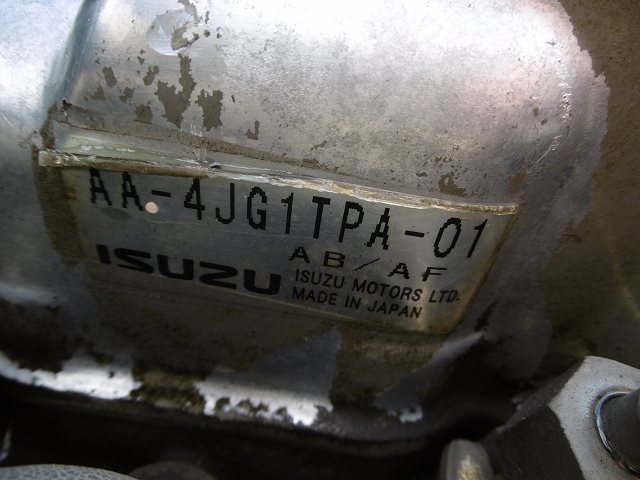 AA-4JG1TPA-01
AB/AF
ISUZU
ISUZU MOTORS LTD.
MADE IN JAPAN